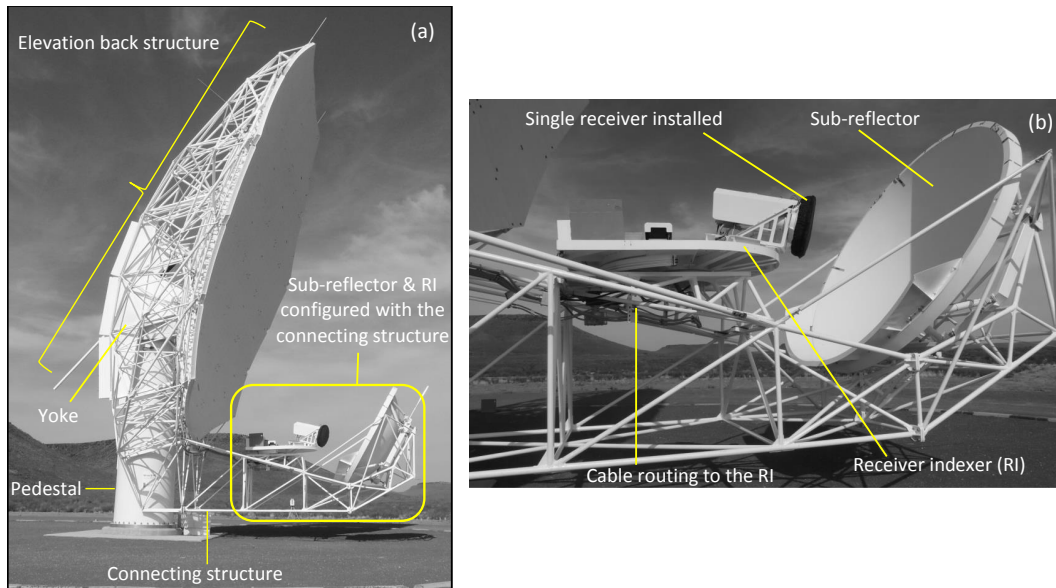 (a)
Elevation back structure
Sub-reflector & RI
configured with the
connecting structure
Yoke
Pedestal
Connecting structure
(b)
Single receiver installed
Sub-reflector
Cable routing to the RI
Receiver indexer (RI)